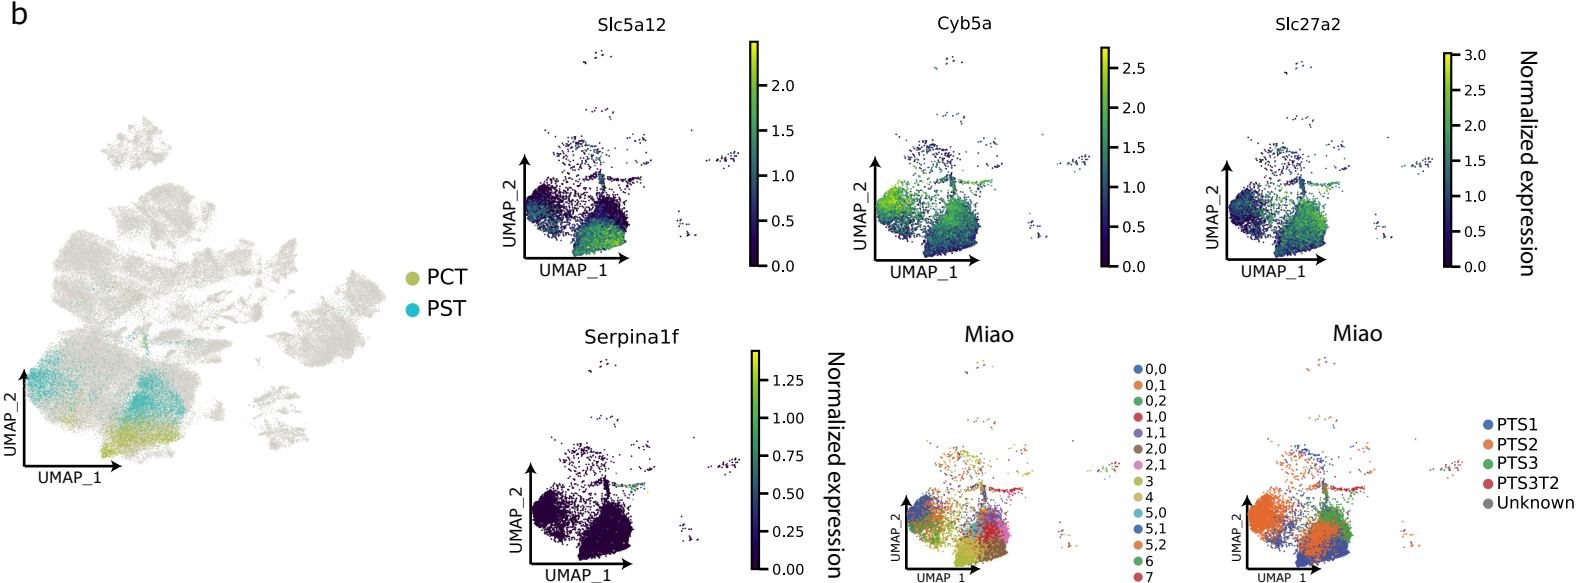 b
PCT
PST
UMAP_2
UMAP_1
Slc5a12
2.0
1.5
1.0
0.5
0.0
UMAP_2
UMAP_1
Cyb5a
2.5
2.0
1.5
1.0
0.5
0.0
UMAP_2
UMAP_1
Slc27a2
3.0
2.5
2.0
1.5
1.0
0.5
0.0
Normalized expression
UMAP_2
UMAP_1
Serpina1f
1.25
1.00
0.75
0.50
0.25
0.00
Normalized expression
UMAP_2
UMAP_1
Miao
0,0
0,1
0,2
1,0
1,1
2,0
2,1
3
4
5,0
5,1
5,2
6
7
UMAP_2
UMAP_1
Miao
PTS1
PTS2
PTS3
PTS3T2
Unknown
UMAP_2
UMAP_1